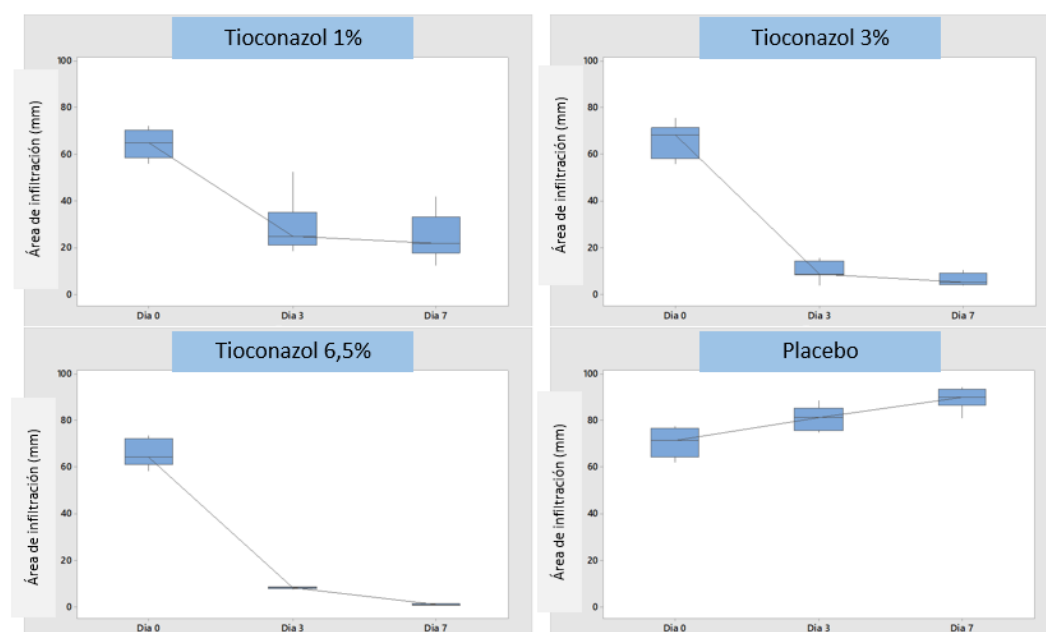 Tioconazol 1%
Área de infiltración (mm)
100
80
60
40
20
0
Dia 0 Dia 3 Dia 7
Tioconazol 3%
Área de infiltración (mm)
100
80
60
40
20
0
Dia 0 Dia 3 Dia 7
Tioconazol 6,5%
Área de infiltración (mm)
100
80
60
40
20
0
Dia 0 Dia 3 Dia 7
Placebo
Área de infiltración (mm)
100
80
60
40
20
0
Dia 0 Dia 3 Dia 7